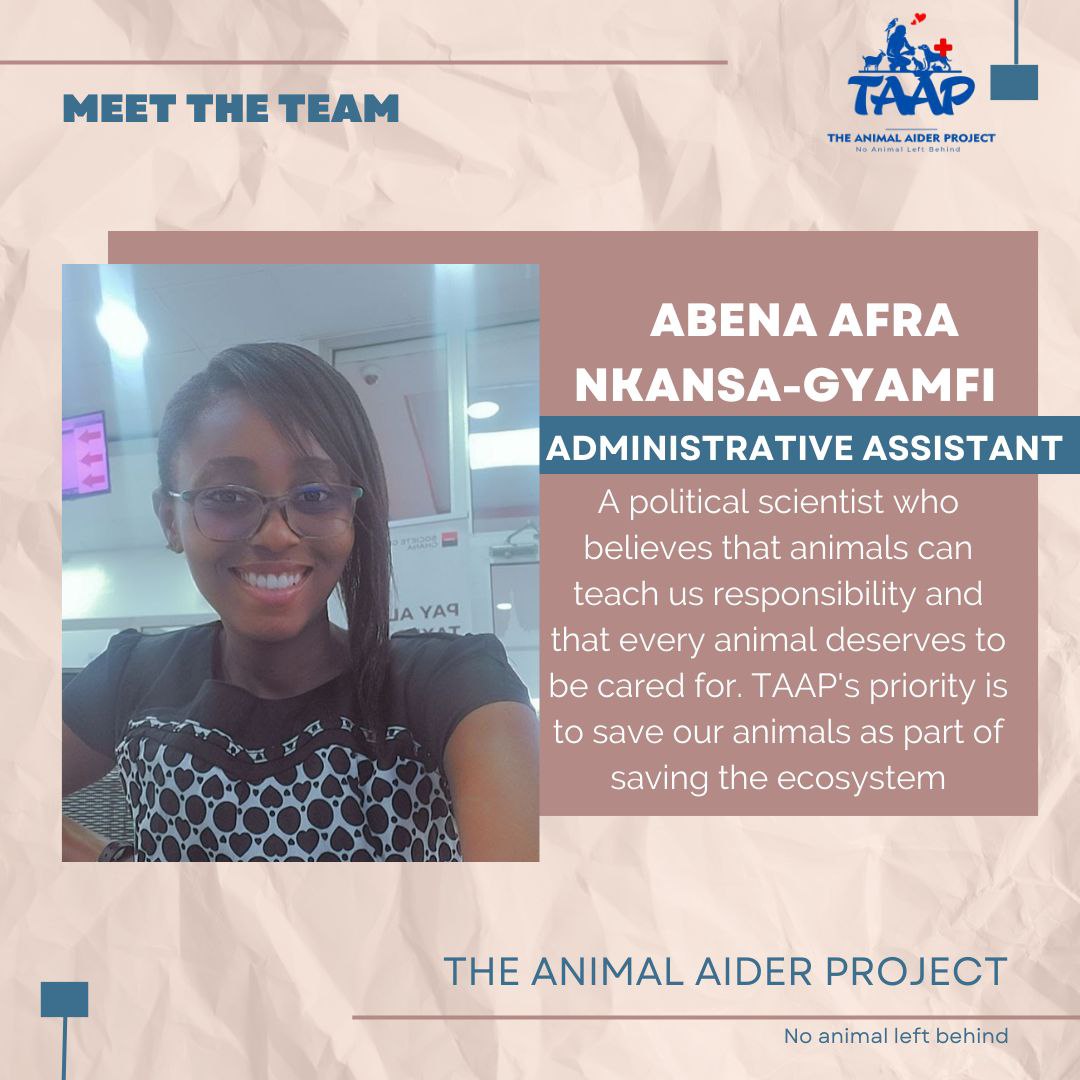 MEET THE TEAM
TAAP
THE ANIMAL AIDER PROJECT
No Animal Left Behind
ABENA AFRA
NKANSA-GYAMFI
ADMINISTRATIVE ASSISTANT
A political scientist who
believes that animals can
teach us responsibility and
that every animal deserves to
be cared for. TAAP's priority is
to save our animals as part of
saving the ecosystem
SOCIETE
GHANA
PAY
THE ANIMAL AIDER PROJECT
No animal left behind